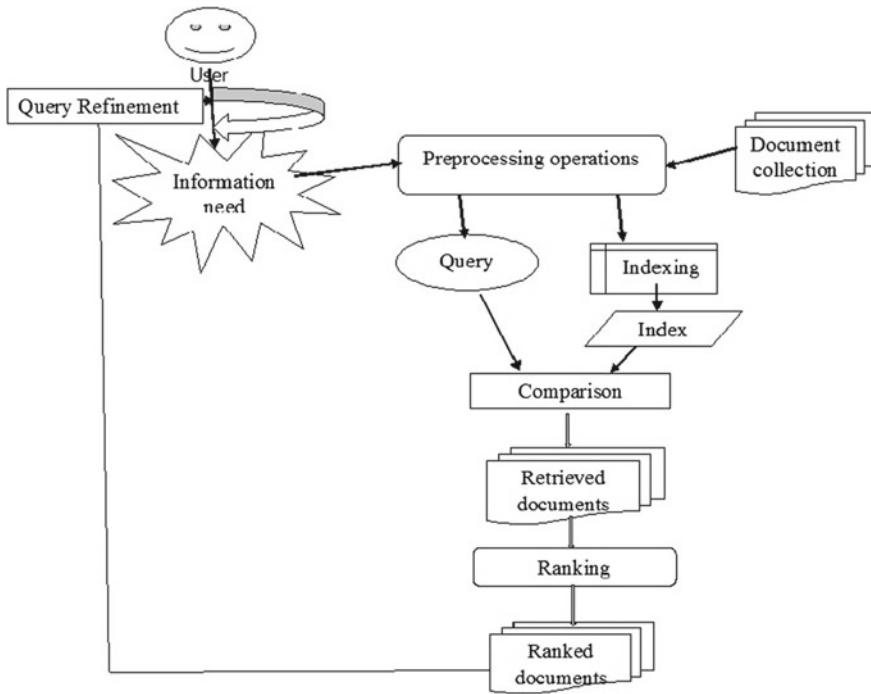 User
Query Refinement
Information
need
Preprocessing operations
Document
collection
Query
Indexing
Index
Comparison
Retrieved
documents
Ranking
Ranked
documents